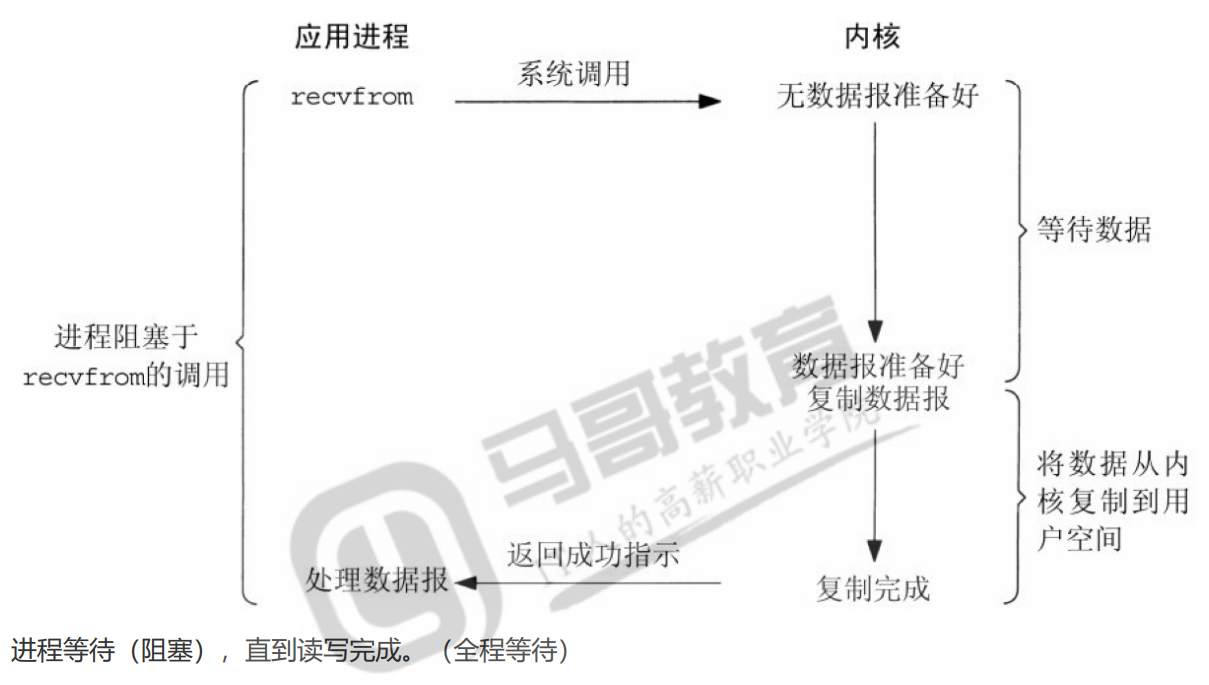 应用进程
内核
系统调用
recvfrom
无数据报准备好
等待数据
进程阻塞于
recvfrom的调用
数据报准备好
复制数据报
将数据从内
核复制到用
户空间
返回成功指示
处理数据报
复制完成
马哥教育
IT人的高薪职业学院
进程等待（阻塞），直到读写完成。（全程等待）